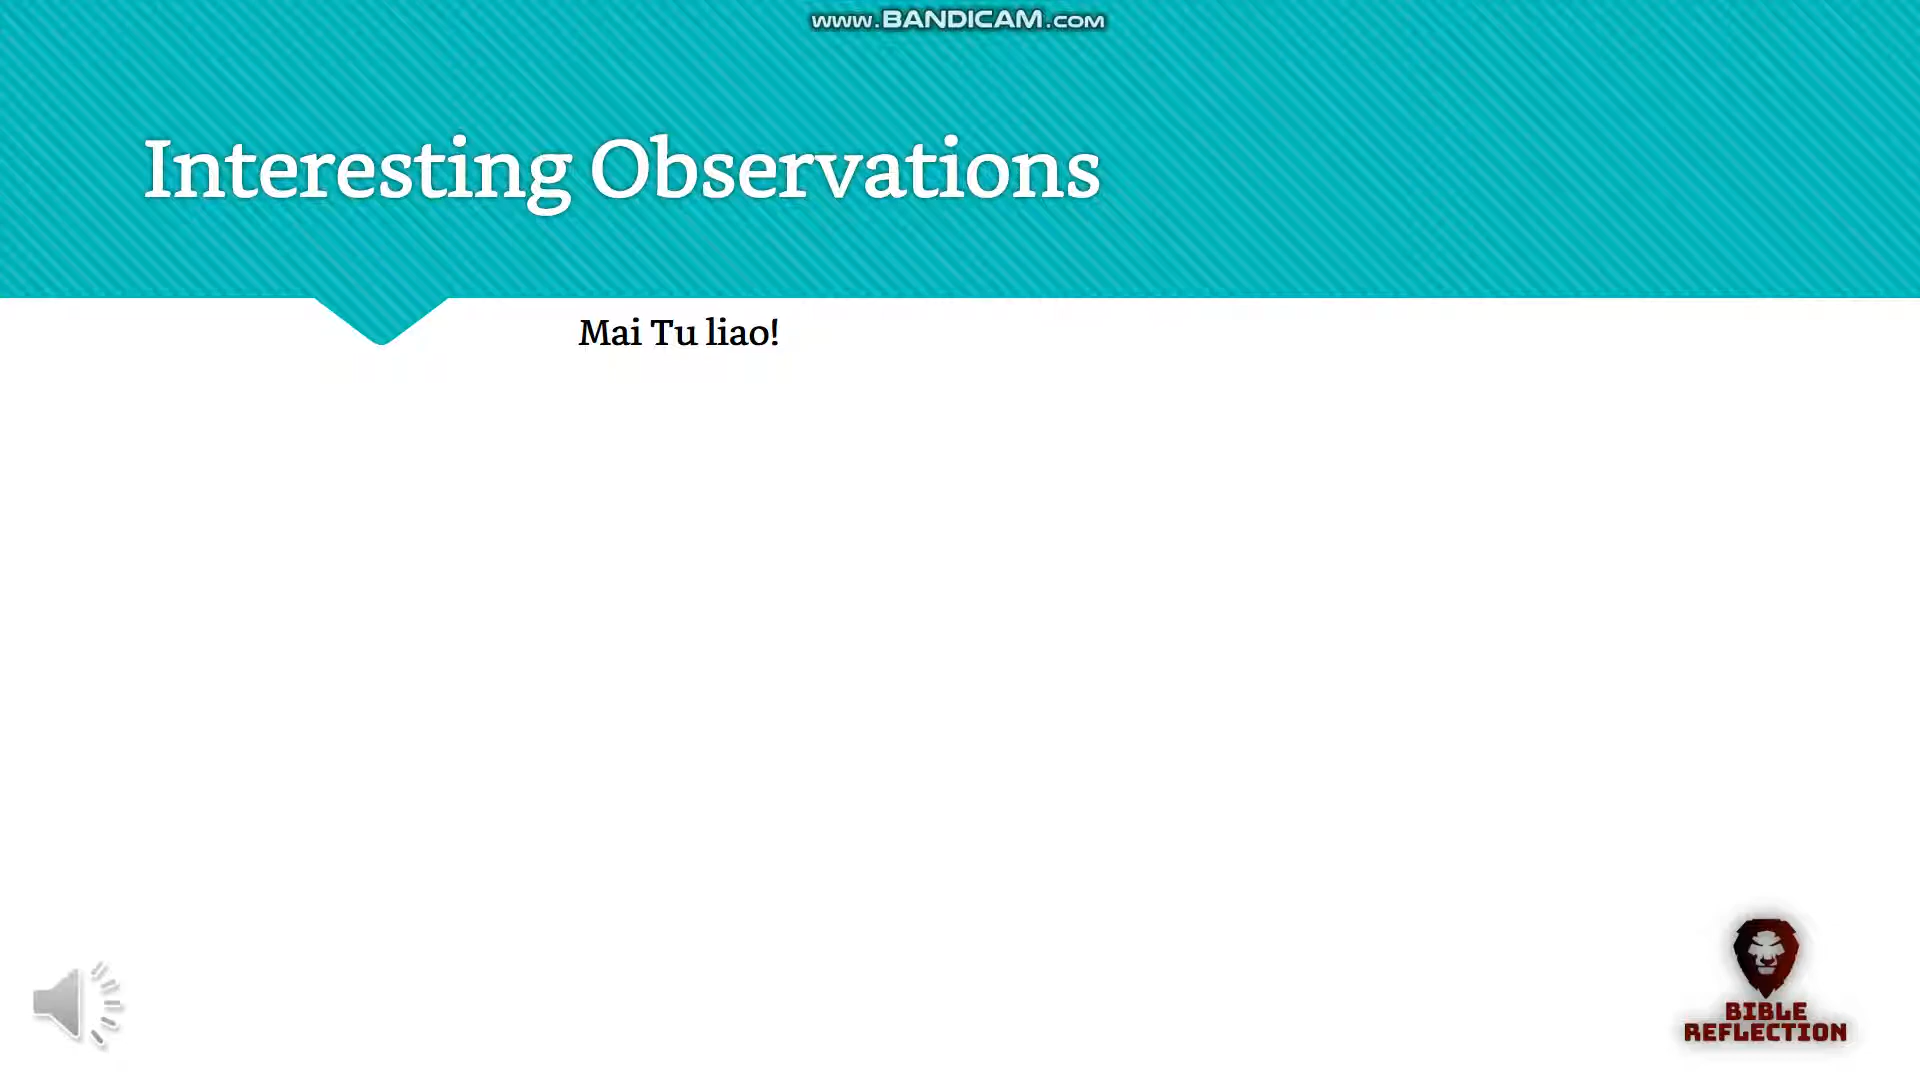 www.BANDICAM.com
Interesting Observations
Mai Tu liao!
BIBLE
REFLECTION